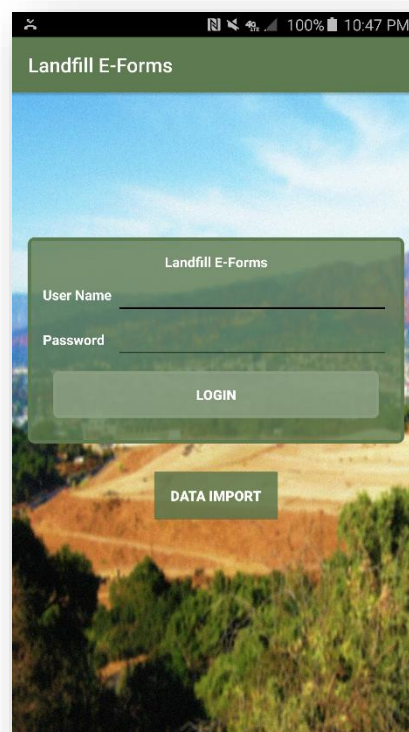 100% 10:47 PM
Landfill E-Forms
Landfill E-Forms
User Name
Password
LOGIN
DATA IMPORT